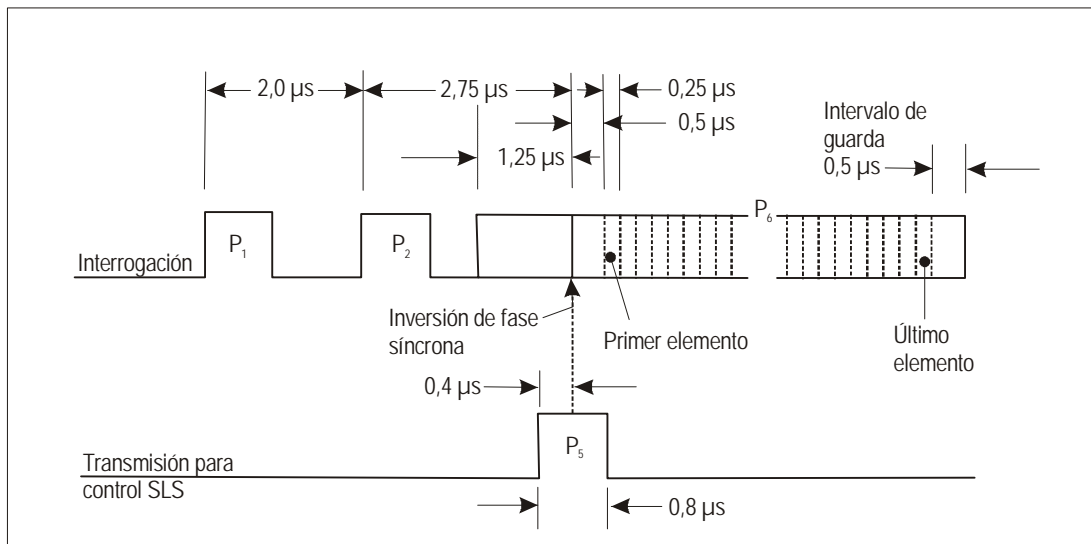 2,0 µs
2,75 µs
0,25 µs
0,5 µs
1,25 µs
Intervalo de
guarda
0,5 µs
P₁
P₂
P₆
Interrogación
Inversión de fase
síncrona
Primer elemento
Último
elemento
0,4 µs
P₅
Transmisión para
control SLS
0,8 µs